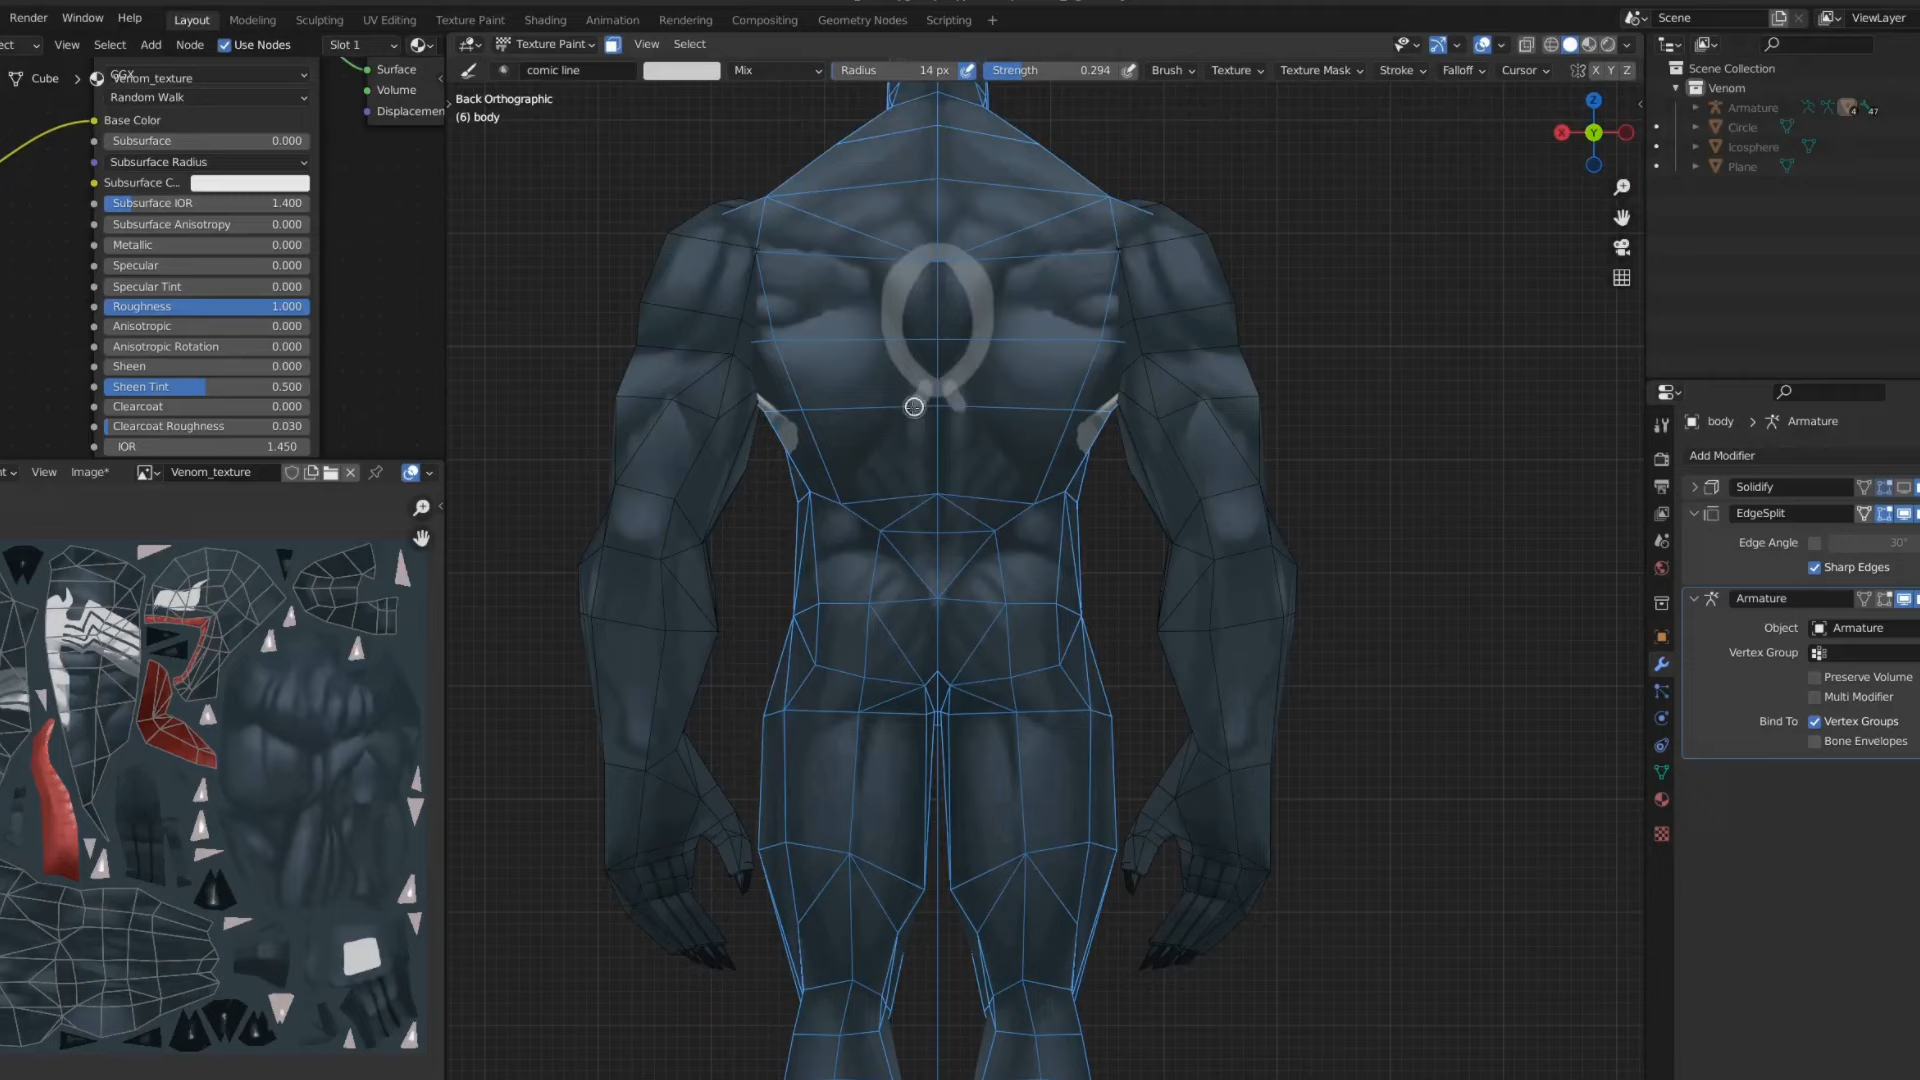 Render Window Help Layout Modeling Sculpting UV Editing Texture Paint Shading Animation Rendering Compositing Geometry Nodes Scripting + Scene ViewLayer
View Select Add Node Use Nodes Slot 1 Texture Paint View Select
Cube > Venom_texture
GGX
Random Walk
Base Color
Subsurface 0.000
Subsurface Radius
Subsurface C...
Subsurface IOR 1.400
Subsurface Anisotropy 0.000
Metallic 0.000
Specular 0.000
Specular Tint 0.000
Roughness 1.000
Anisotropic 0.000
Anisotropic Rotation 0.000
Sheen 0.000
Sheen Tint 0.500
Clearcoat 0.000
Clearcoat Roughness 0.030
IOR 1.450
Surface
Volume
Displacemen
View Image* Venom_texture
comic line Mix Radius 14 px Strength 0.294 Brush Texture Texture Mask Stroke Falloff Cursor X Y Z
Back Orthographic
(6) body
Z
X Y
Scene Collection
Venom
Armature 4 47
Circle
Icosphere
Plane
body > Armature
Add Modifier
Solidify
EdgeSplit
Edge Angle 30°
Sharp Edges
Armature
Object Armature
Vertex Group
Preserve Volume
Multi Modifier
Bind To Vertex Groups
Bone Envelopes